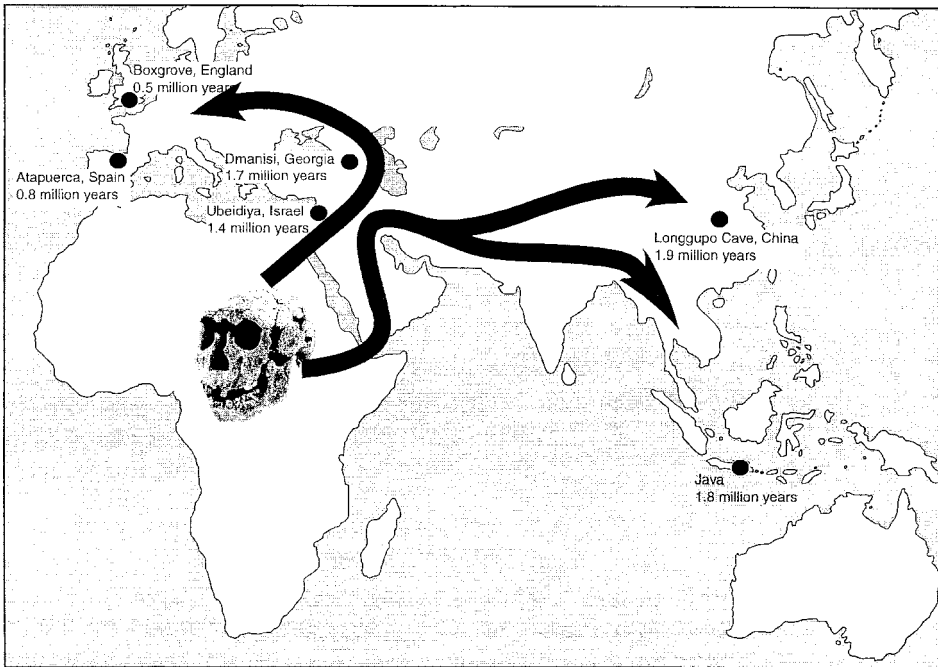 Boxgrove, England
0.5 million years
Dmanisi, Georgia
1.7 million years
Atapuerca, Spain
0.8 million years
Ubeidiya, Israel
1.4 million years
Longgupo Cave, China
1.9 million years
Java
1.8 million years